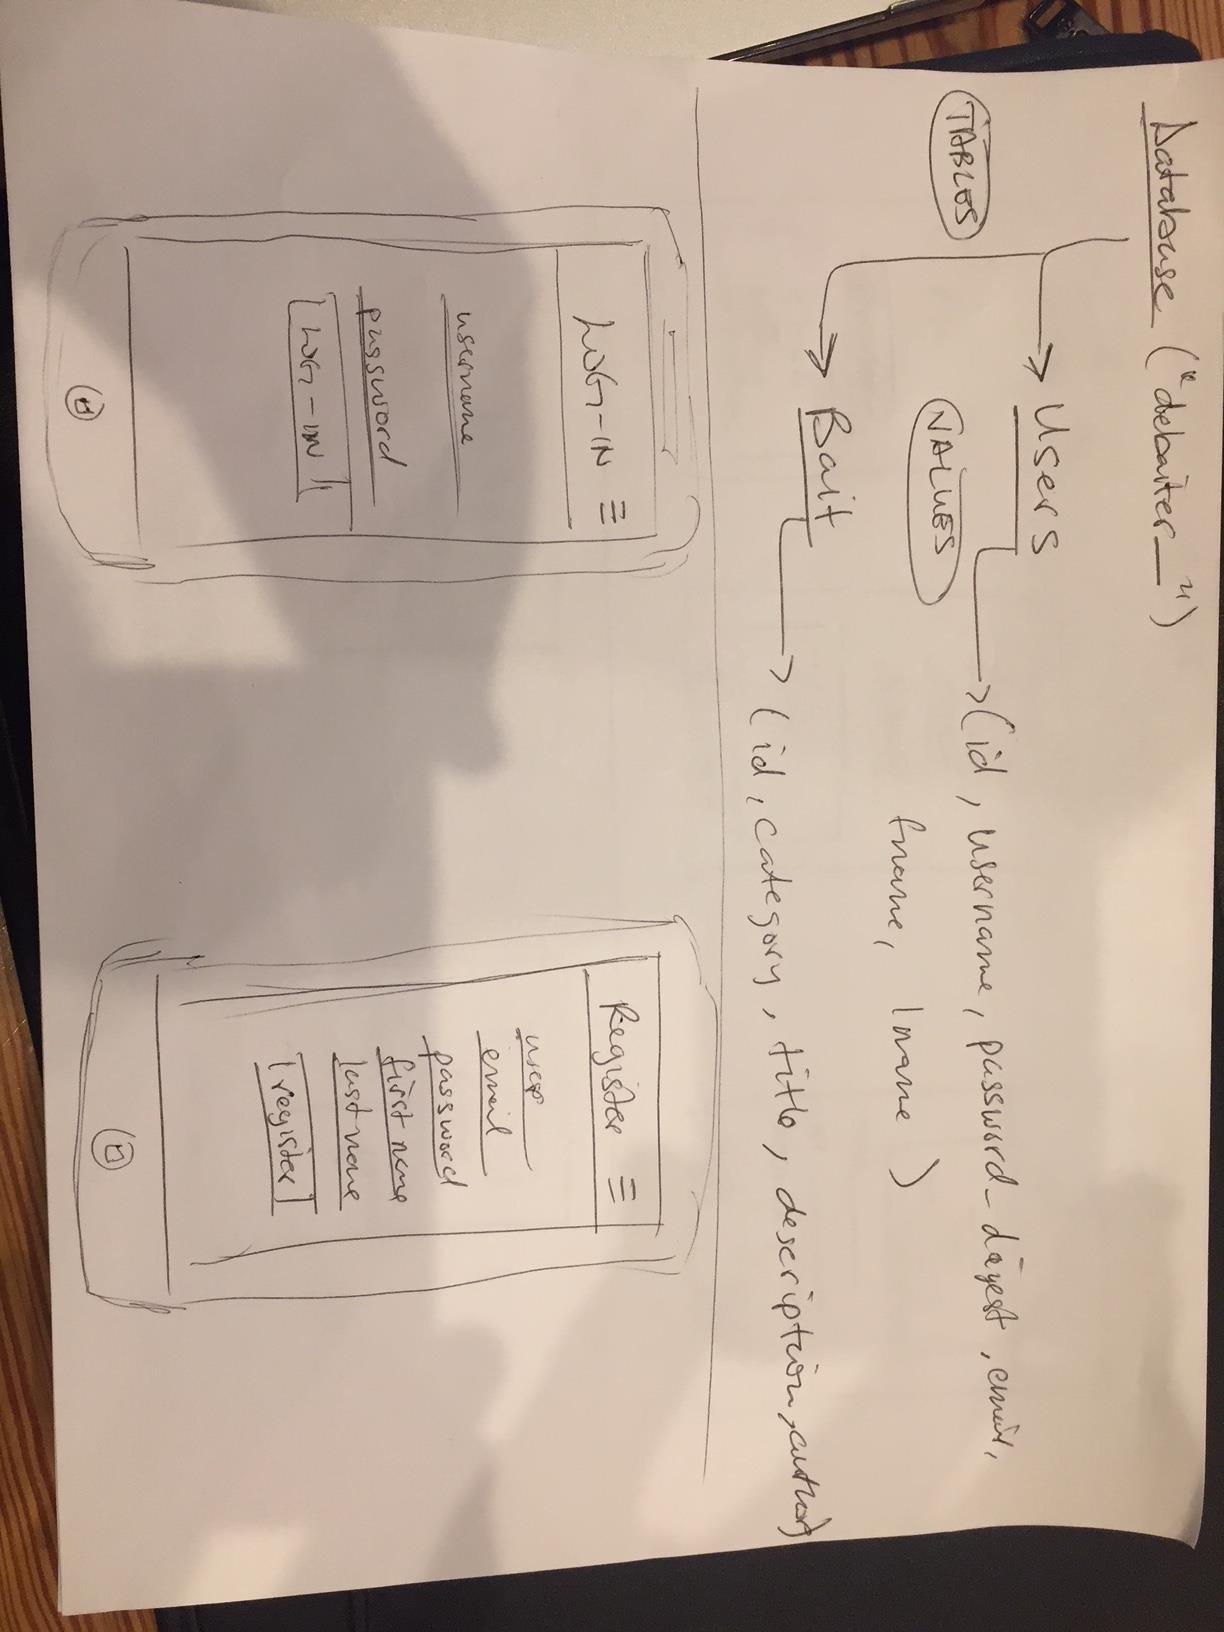 Database ("debaiter_")
TABLES
Users
(id, username, password-digest, email,
fname, lname)
VALUES
Bait
(id, category, title, description, author)
LOG-IN
username
password
[LOG-IN]
Register
user
email
password
first name
last name
[register]